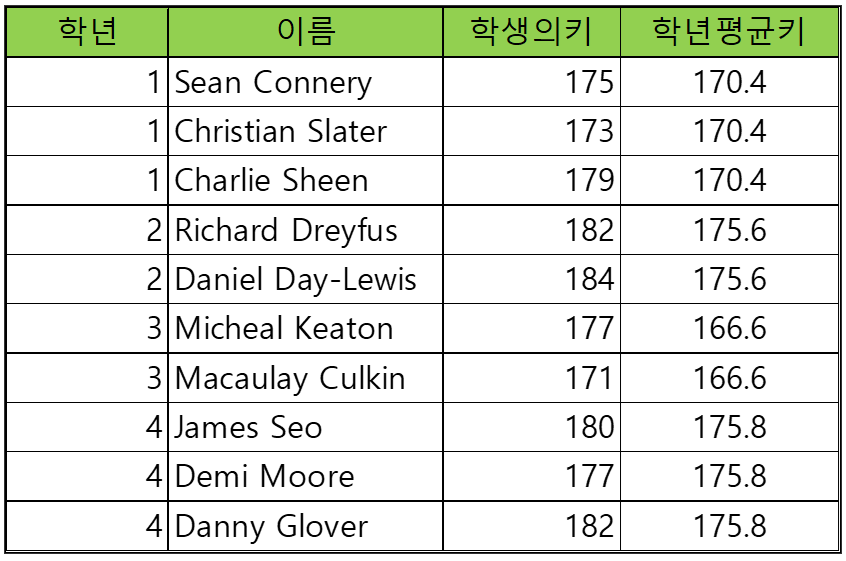 학년 이름 학생의키 학년평균키
1 Sean Connery 175 170.4
1 Christian Slater 173 170.4
1 Charlie Sheen 179 170.4
2 Richard Dreyfus 182 175.6
2 Daniel Day-Lewis 184 175.6
3 Micheal Keaton 177 166.6
3 Macaulay Culkin 171 166.6
4 James Seo 180 175.8
4 Demi Moore 177 175.8
4 Danny Glover 182 175.8